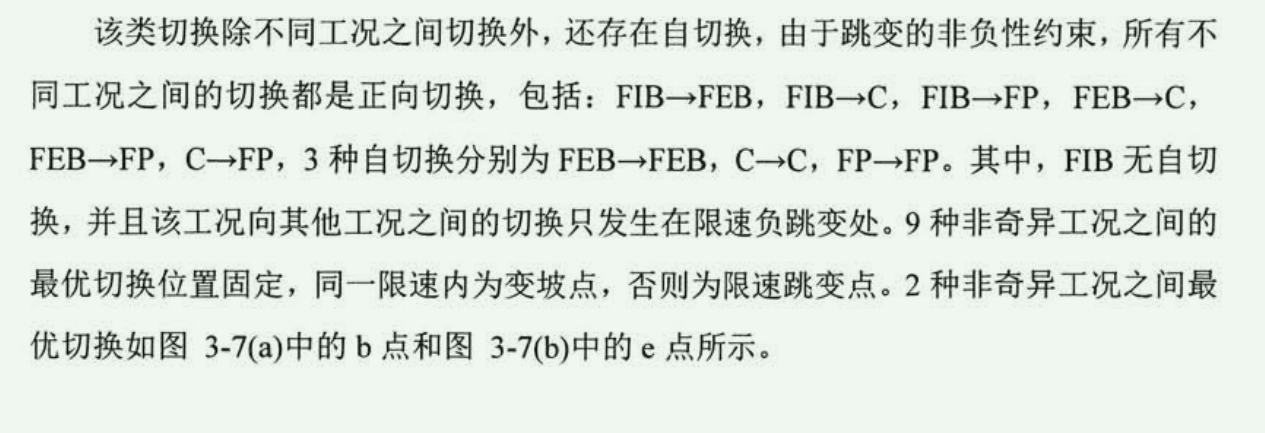 该类切换除不同工况之间切换外，还存在自切换，由于跳变的非负性约束，所有不
同工况之间的切换都是正向切换，包括：FIB→FEB，FIB→C，FIB→FP，FEB→C，
FEB→FP，C→FP，3 种自切换分别为 FEB→FEB，C→C，FP→FP。其中，FIB 无自切
换，并且该工况向其他工况之间的切换只发生在限速负跳变处。9 种非奇异工况之间的
最优切换位置固定，同一限速内为变坡点，否则为限速跳变点。2 种非奇异工况之间最
优切换如图 3-7(a)中的 b 点和图 3-7(b)中的 e 点所示。